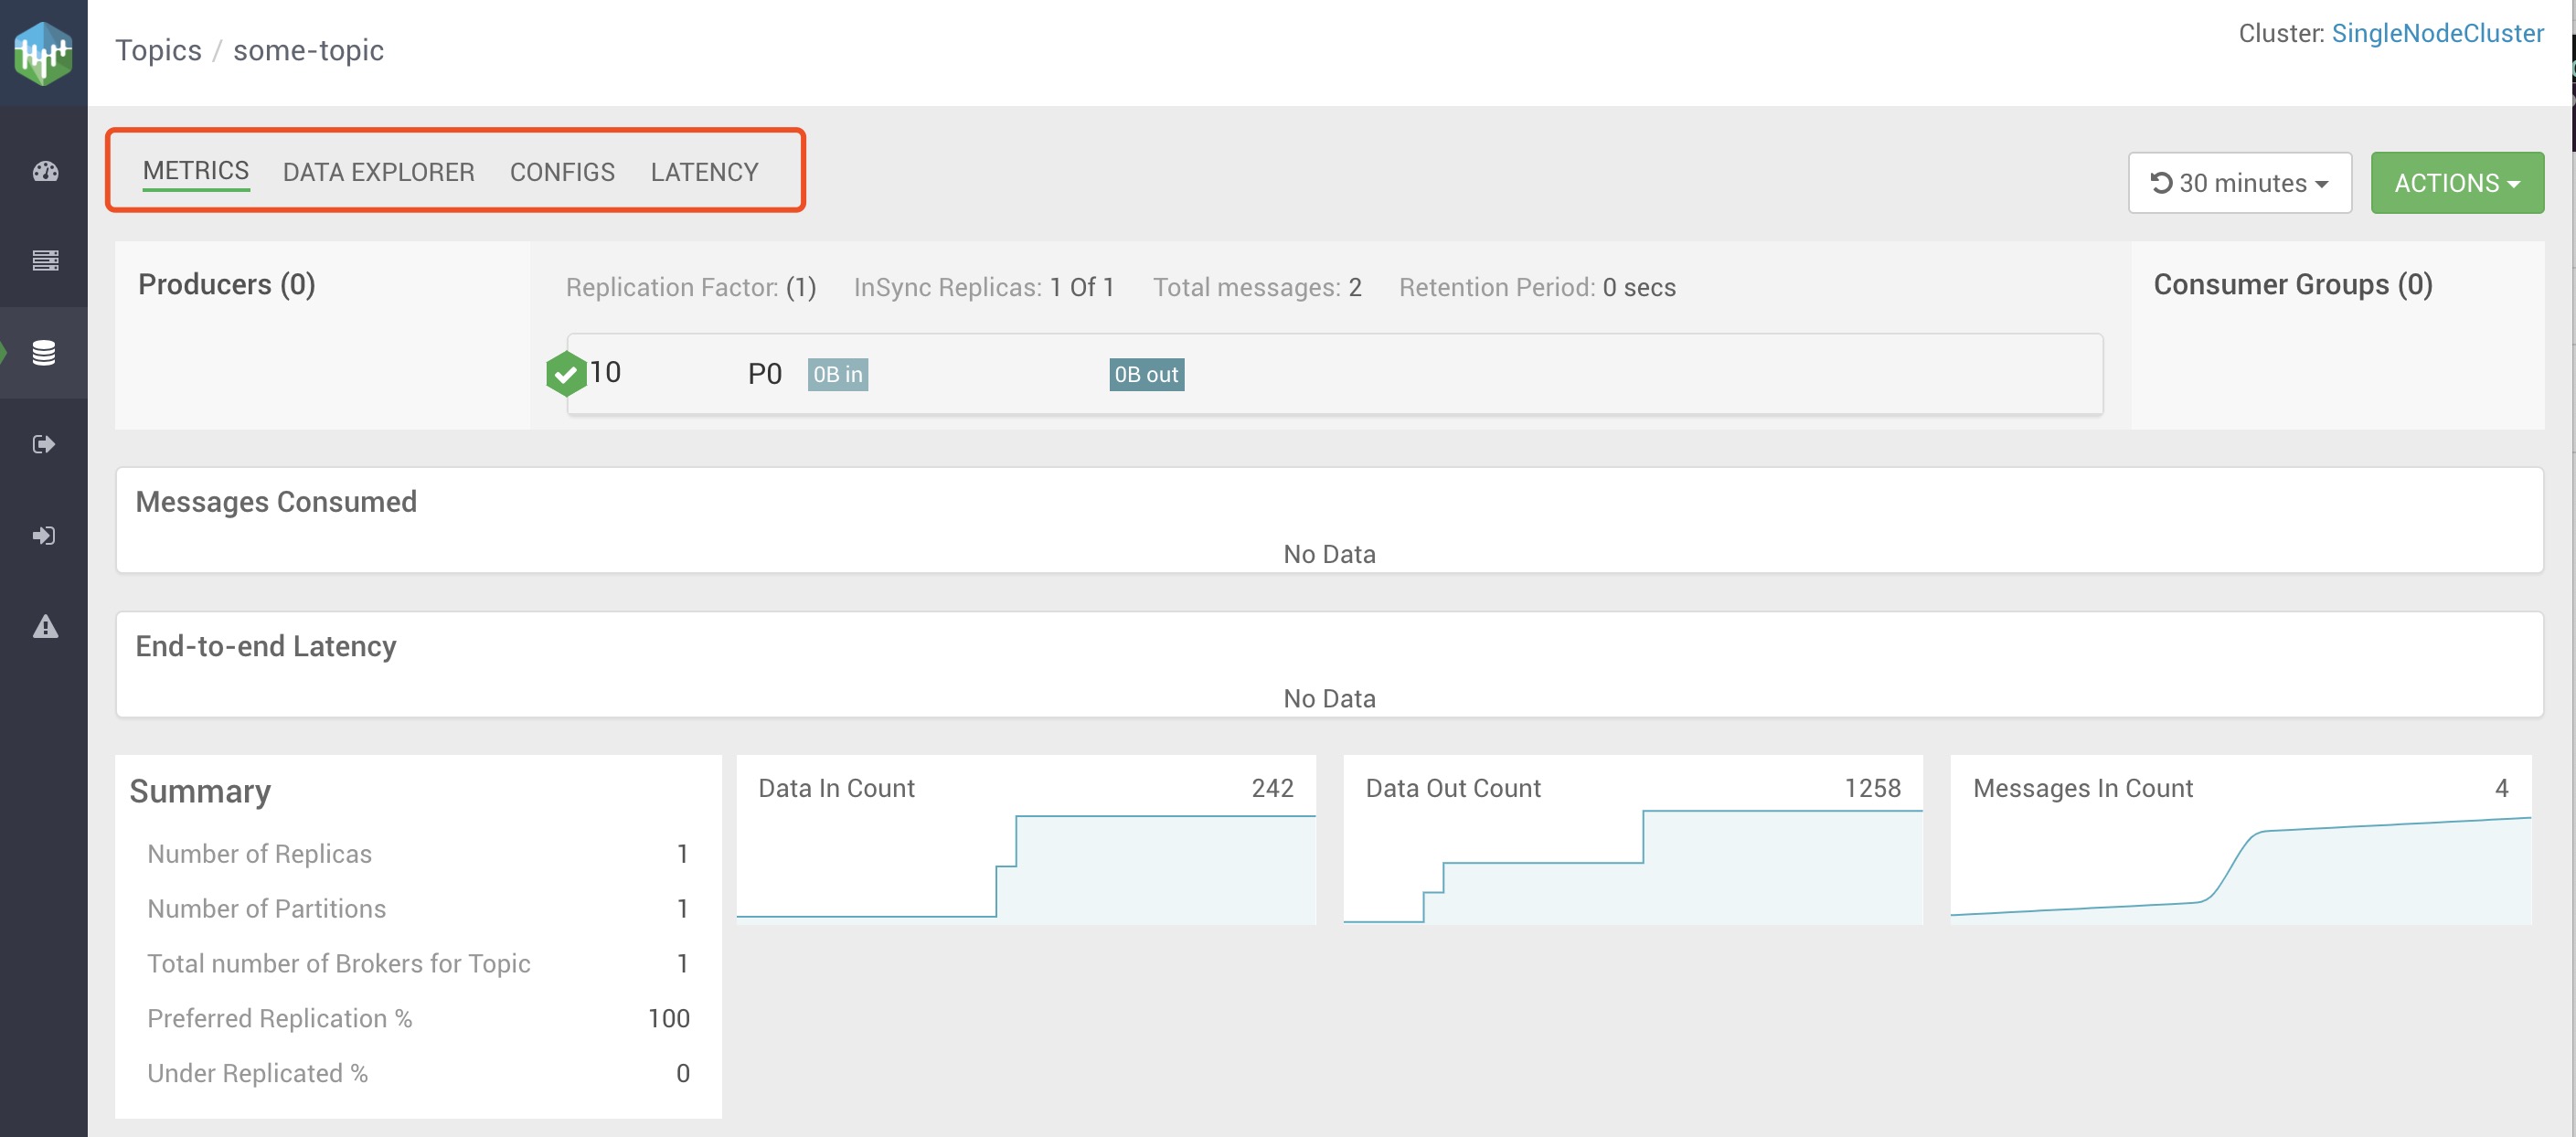 Topics / some-topic
Cluster: SingleNodeCluster
METRICS DATA EXPLORER CONFIGS LATENCY
30 minutes
ACTIONS
Producers (0)
Replication Factor: (1) InSync Replicas: 1 Of 1 Total messages: 2 Retention Period: 0 secs
Consumer Groups (0)
10 P0 0B in 0B out
Messages Consumed
No Data
End-to-end Latency
No Data
Summary
Number of Replicas 1
Number of Partitions 1
Total number of Brokers for Topic 1
Preferred Replication % 100
Under Replicated % 0
Data In Count 242
Data Out Count 1258
Messages In Count 4